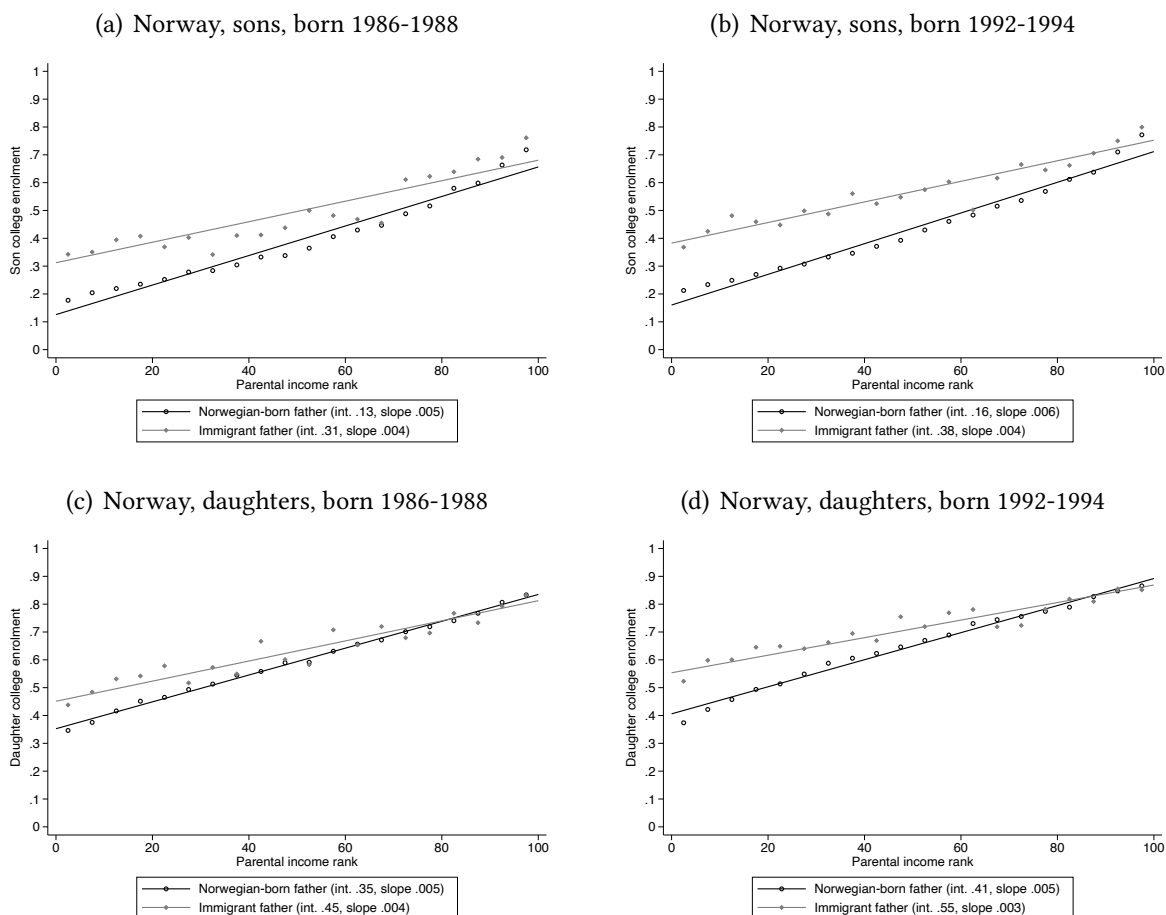 (a) Norway, sons, born 1986-1988
1
.9
.8
.7
.6
.5
.4
.3
.2
.1
0
Son college enrolment
0 20 40 60 80 100
Parental income rank
Norwegian-born father (int. .13, slope .005)
Immigrant father (int. .31, slope .004)
(b) Norway, sons, born 1992-1994
1
.9
.8
.7
.6
.5
.4
.3
.2
.1
0
Son college enrolment
0 20 40 60 80 100
Parental income rank
Norwegian-born father (int. .16, slope .006)
Immigrant father (int. .38, slope .004)
(c) Norway, daughters, born 1986-1988
1
.9
.8
.7
.6
.5
.4
.3
.2
.1
0
Daughter college enrolment
0 20 40 60 80 100
Parental income rank
Norwegian-born father (int. .35, slope .005)
Immigrant father (int. .45, slope .004)
(d) Norway, daughters, born 1992-1994
1
.9
.8
.7
.6
.5
.4
.3
.2
.1
0
Daughter college enrolment
0 20 40 60 80 100
Parental income rank
Norwegian-born father (int. .41, slope .005)
Immigrant father (int. .55, slope .003)